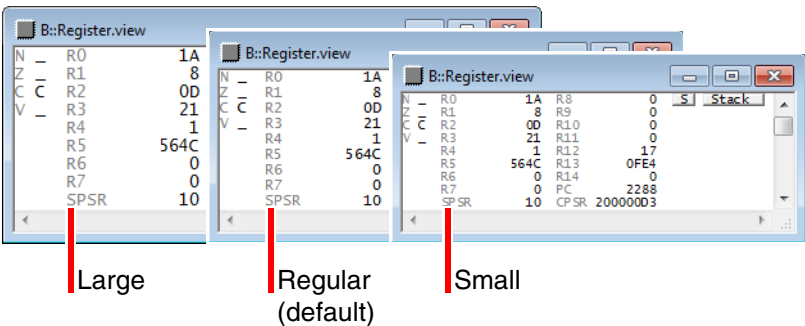 B::Register.view
N _ R0 1A
Z _ R1 8
C C R2 0D
V _ R3 21
R4 1
R5 564C
R6 0
R7 0
SPSR 10
B::Register.view
N _ R0 1A
Z _ R1 8
C C R2 0D
V _ R3 21
R4 1
R5 564C
R6 0
R7 0
SPSR 10
B::Register.view
N _ R0 1A R8 0 S Stack
Z _ R1 8 R9 0
C C R2 0D R10 0
V _ R3 21 R11 0
R4 1 R12 17
R5 564C R13 0FE4
R6 0 R14 0
R7 0 PC 2288
SPSR 10 CPSR 200000D3
Large
Regular
(default)
Small